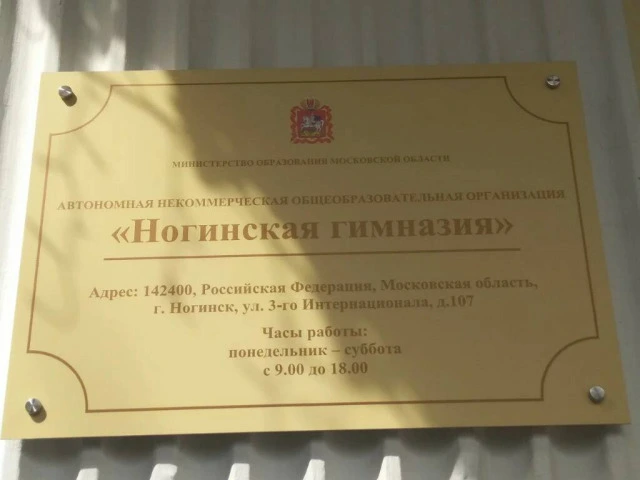 МИНИСТЕРСТВО ОБРАЗОВАНИЯ МОСКОВСКОЙ ОБЛАСТИ
АВТОНОМНАЯ НЕКОММЕРЧЕСКАЯ ОБЩЕОБРАЗОВАТЕЛЬНАЯ ОРГАНИЗАЦИЯ
«Ногинская гимназия»
Адрес: 142400, Российская Федерация, Московская область,
г. Ногинск, ул. 3-го Интернационала, д.107
Часы работы:
понедельник – суббота
с 9.00 до 18.00